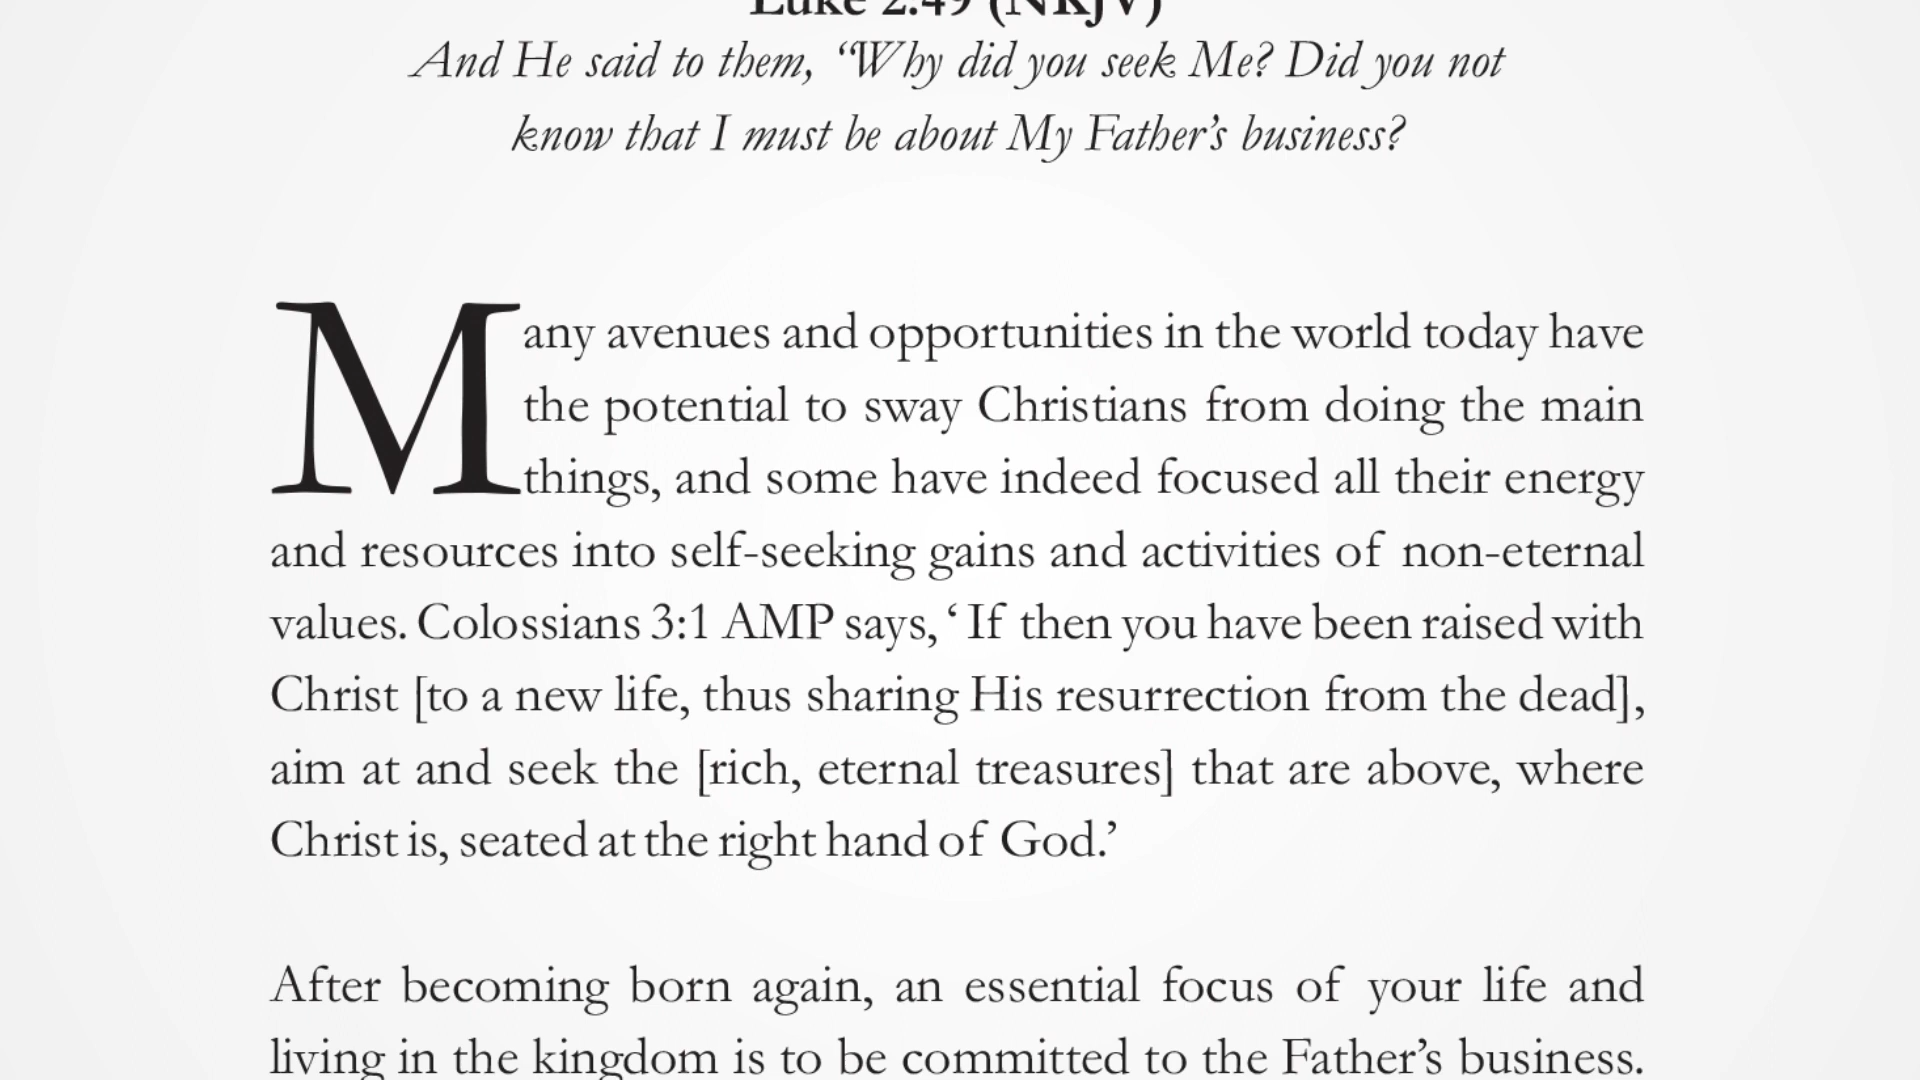 Luke 2:49 (NKJV)
And He said to them, “Why did you seek Me? Did you not
know that I must be about My Father’s business?
Many avenues and opportunities in the world today have
the potential to sway Christians from doing the main
things, and some have indeed focused all their energy
and resources into self-seeking gains and activities of non-eternal
values. Colossians 3:1 AMP says, ‘ If then you have been raised with
Christ [to a new life, thus sharing His resurrection from the dead],
aim at and seek the [rich, eternal treasures] that are above, where
Christ is, seated at the right hand of God.’
After becoming born again, an essential focus of your life and
living in the kingdom is to be committed to the Father’s business.